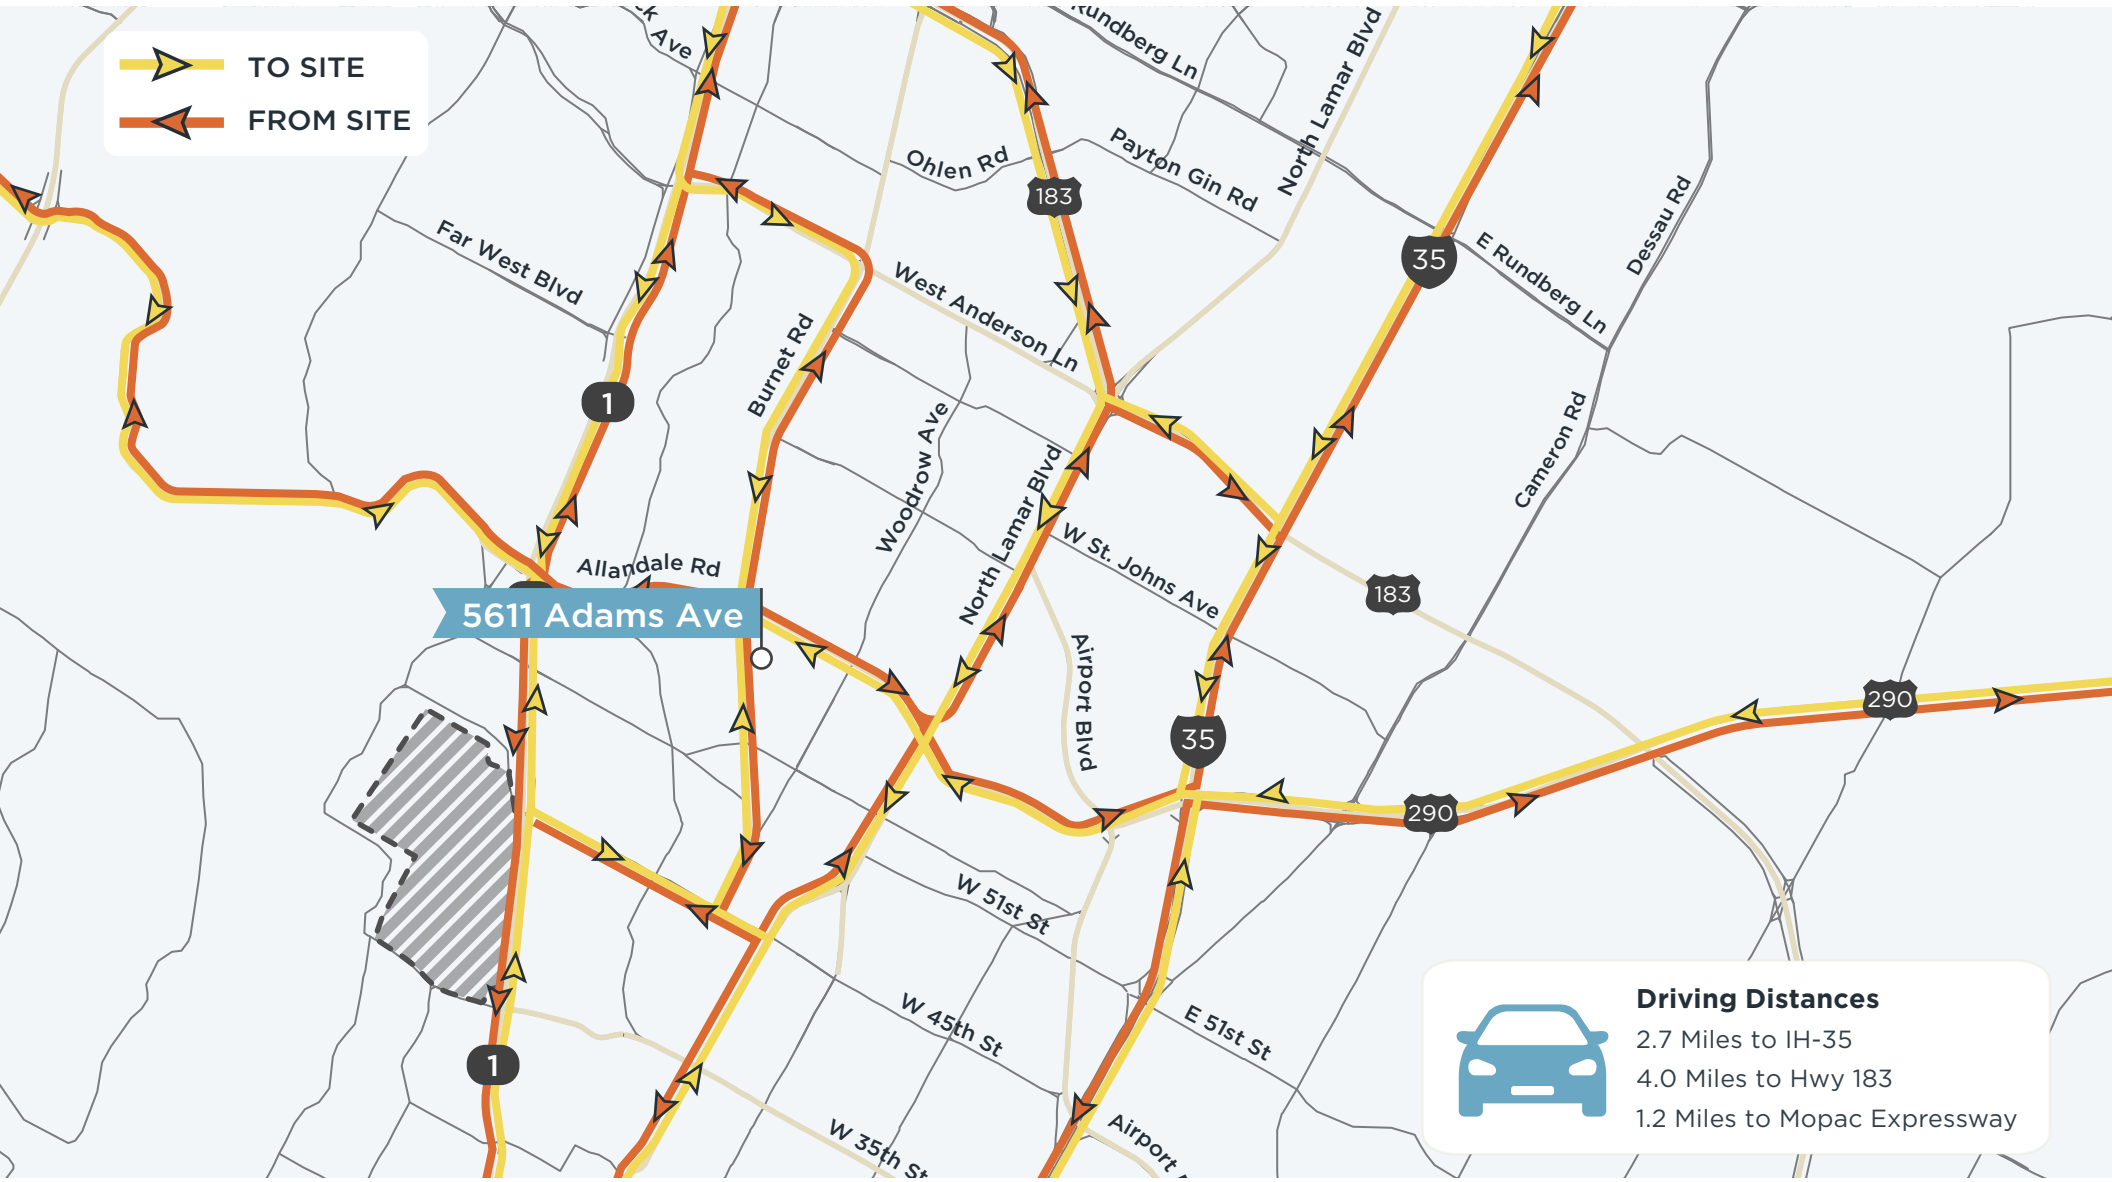 TO SITE
FROM SITE
ck Ave
Rundberg Ln
North Lamar Blvd
Ohlen Rd
Payton Gin Rd
183
Dessau Rd
Far West Blvd
35
E Rundberg Ln
West Anderson Ln
Burnet Rd
1
Woodrow Ave
North Lamar Blvd
Cameron Rd
W St. Johns Ave
Allandale Rd
183
5611 Adams Ave
Airport Blvd
35
290
290
W 51st St
W 45th St
E 51st St
1
W 35th St
Airport
Driving Distances
2.7 Miles to IH-35
4.0 Miles to Hwy 183
1.2 Miles to Mopac Expressway